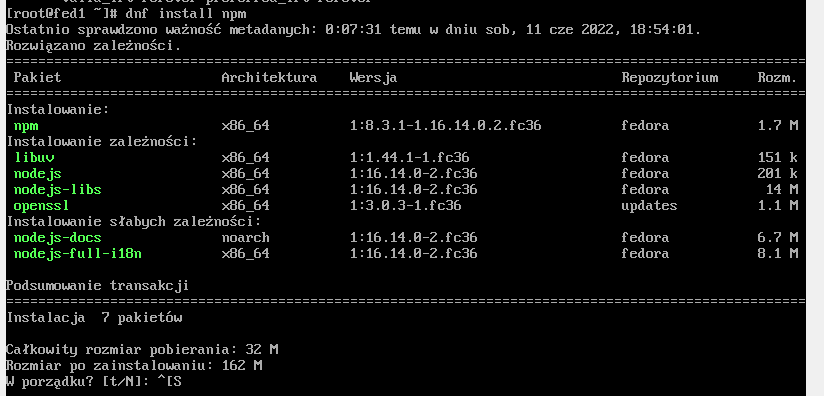 [root@fed1 ~]# dnf install npm
Ostatnio sprawdzono ważność metadanych: 0:07:31 temu w dniu sob, 11 cze 2022, 18:54:01.
Rozwiązano zależności.
================================================================================
Pakiet Architektura Wersja Repozytorium Rozm.
================================================================================
Instalowanie:
npm x86_64 1:8.3.1-1.16.14.0.2.fc36 fedora 1.7 M
Instalowanie zależności:
libuv x86_64 1:1.44.1-1.fc36 fedora 151 k
nodejs x86_64 1:16.14.0-2.fc36 fedora 201 k
nodejs-libs x86_64 1:16.14.0-2.fc36 fedora 14 M
openssl x86_64 1:3.0.3-1.fc36 updates 1.1 M
Instalowanie słabych zależności:
nodejs-docs noarch 1:16.14.0-2.fc36 fedora 6.7 M
nodejs-full-i18n x86_64 1:16.14.0-2.fc36 fedora 8.1 M
Podsumowanie transakcji
================================================================================
Instalacja 7 pakietów
Całkowity rozmiar pobierania: 32 M
Rozmiar po zainstalowaniu: 162 M
W porządku? [t/N]: ^[S